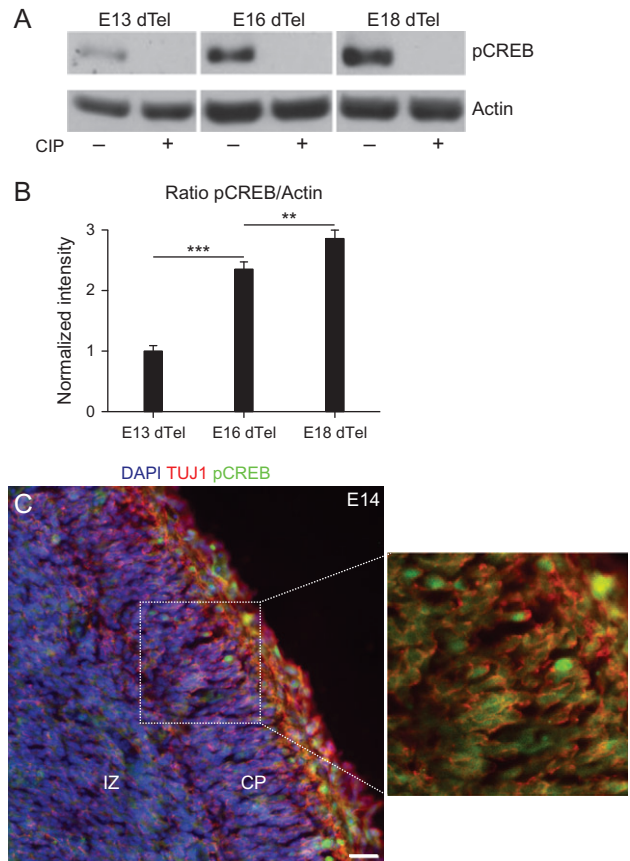 A
E13 dTel E16 dTel E18 dTel
pCREB
Actin
CIP – + – + – +
B
Ratio pCREB/Actin
Normalized intensity
3
2
1
0
***
**
E13 dTel E16 dTel E18 dTel
DAPI TUJ1 pCREB
C
E14
IZ
CP